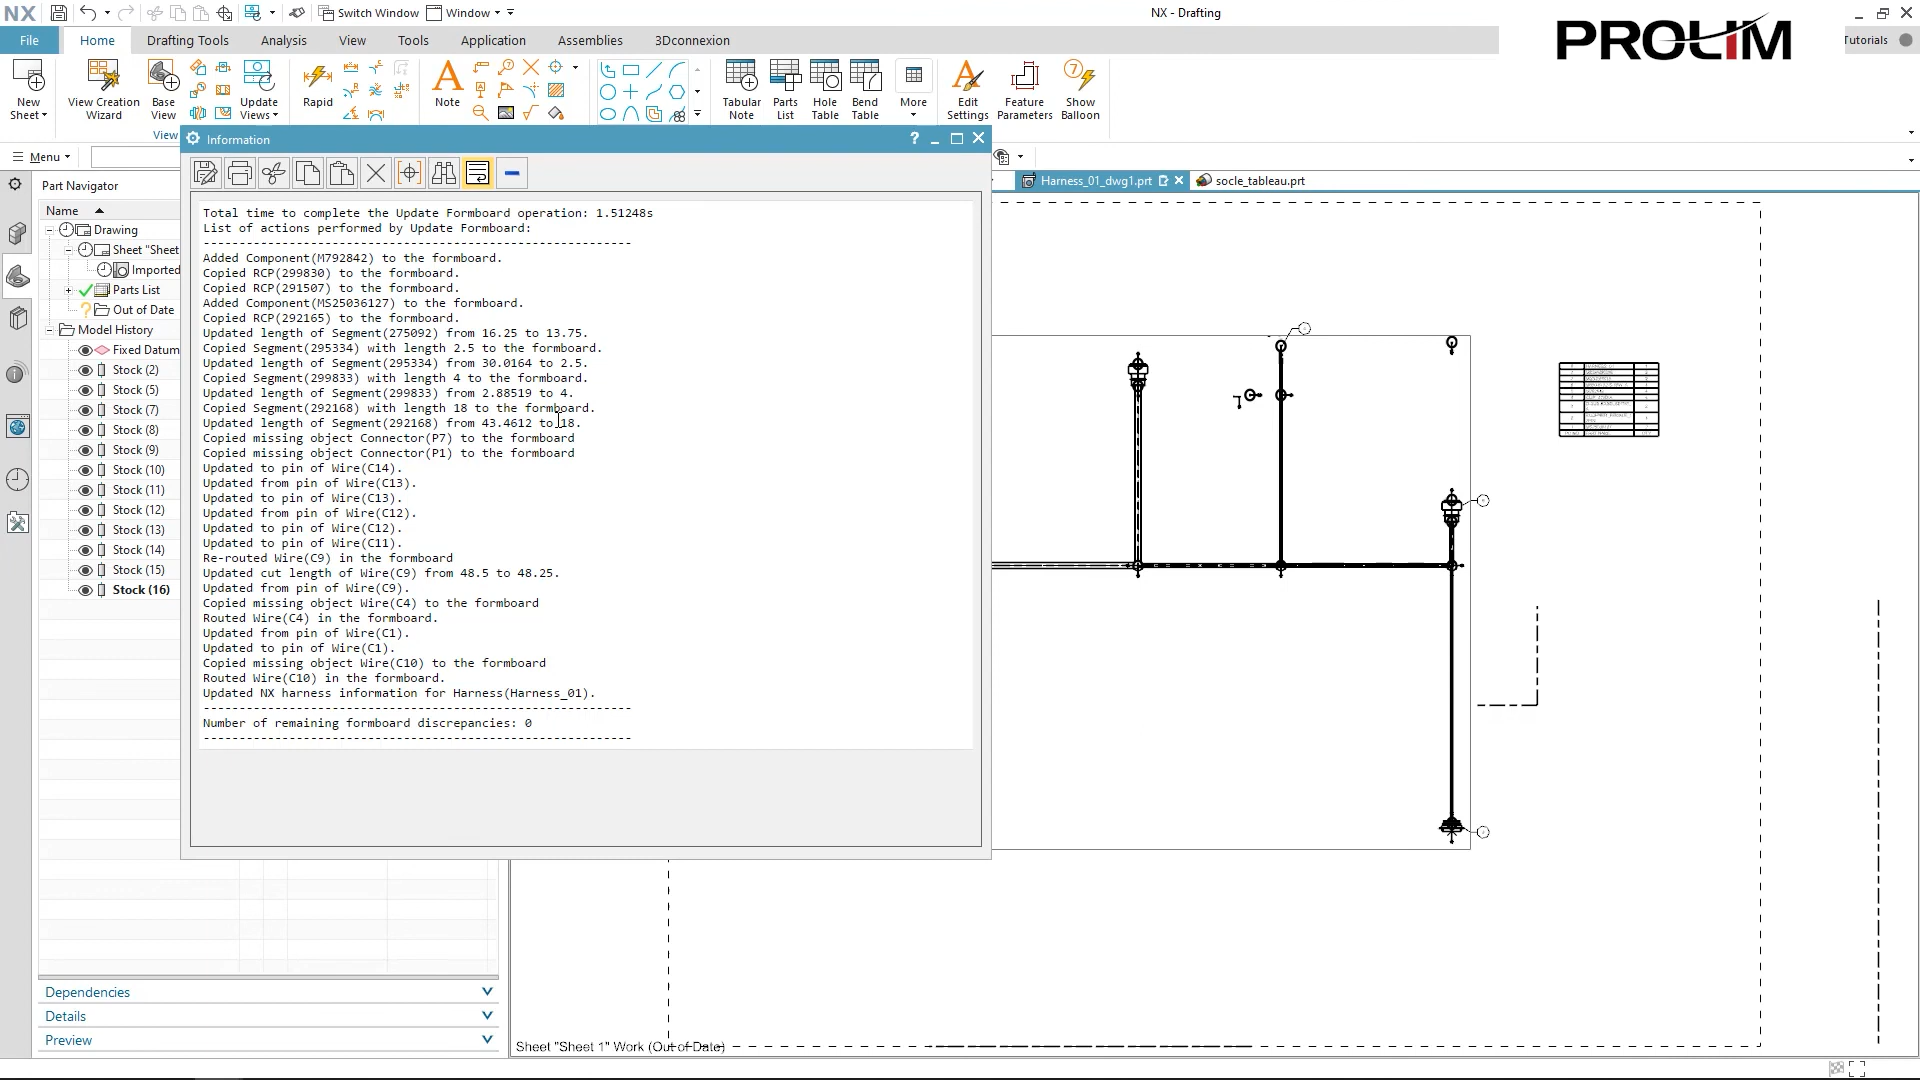 NX
Switch Window
Window
NX - Drafting
File
Home
Drafting Tools
Analysis
View
Tools
Application
Assemblies
3Dconnexion
PROLIM
Tutorials
New Sheet
View Creation Wizard
Base View
Update Views
Rapid
Note
Tabular Note
Parts List
Hole Table
Bend Table
More
Edit Settings
Feature Parameters
Show Balloon
View
Menu
Information
Harness_01_dwg1.prt
socle_tableau.prt
Part Navigator
Name
Drawing
Sheet "Sheet
Imported
Parts List
Out of Date
Model History
Fixed Datum
Stock (2)
Stock (5)
Stock (7)
Stock (8)
Stock (9)
Stock (10)
Stock (11)
Stock (12)
Stock (13)
Stock (14)
Stock (15)
Stock (16)
Total time to complete the Update Formboard operation: 1.51248s
List of actions performed by Update Formboard:
------------------------------------------------------------
Added Component(M792842) to the formboard.
Copied RCP(299830) to the formboard.
Copied RCP(291507) to the formboard.
Added Component(MS25036127) to the formboard.
Copied RCP(292165) to the formboard.
Updated length of Segment(275092) from 16.25 to 13.75.
Copied Segment(295334) with length 2.5 to the formboard.
Updated length of Segment(295334) from 30.0164 to 2.5.
Copied Segment(299833) with length 4 to the formboard.
Updated length of Segment(299833) from 2.88519 to 4.
Copied Segment(292168) with length 18 to the formboard.
Updated length of Segment(292168) from 43.4612 to 18.
Copied missing object Connector(P7) to the formboard
Copied missing object Connector(P1) to the formboard
Updated to pin of Wire(C14).
Updated from pin of Wire(C13).
Updated to pin of Wire(C13).
Updated from pin of Wire(C12).
Updated to pin of Wire(C12).
Updated to pin of Wire(C11).
Re-routed Wire(C9) in the formboard
Updated cut length of Wire(C9) from 48.5 to 48.25.
Updated from pin of Wire(C9).
Copied missing object Wire(C4) to the formboard
Routed Wire(C4) in the formboard.
Updated from pin of Wire(C1).
Updated to pin of Wire(C1).
Copied missing object Wire(C10) to the formboard
Routed Wire(C10) in the formboard.
Updated NX harness information for Harness(Harness_01).
------------------------------------------------------------
Number of remaining formboard discrepancies: 0
------------------------------------------------------------
Dependencies
Details
Preview
Sheet "Sheet 1" Work (Out of Date)